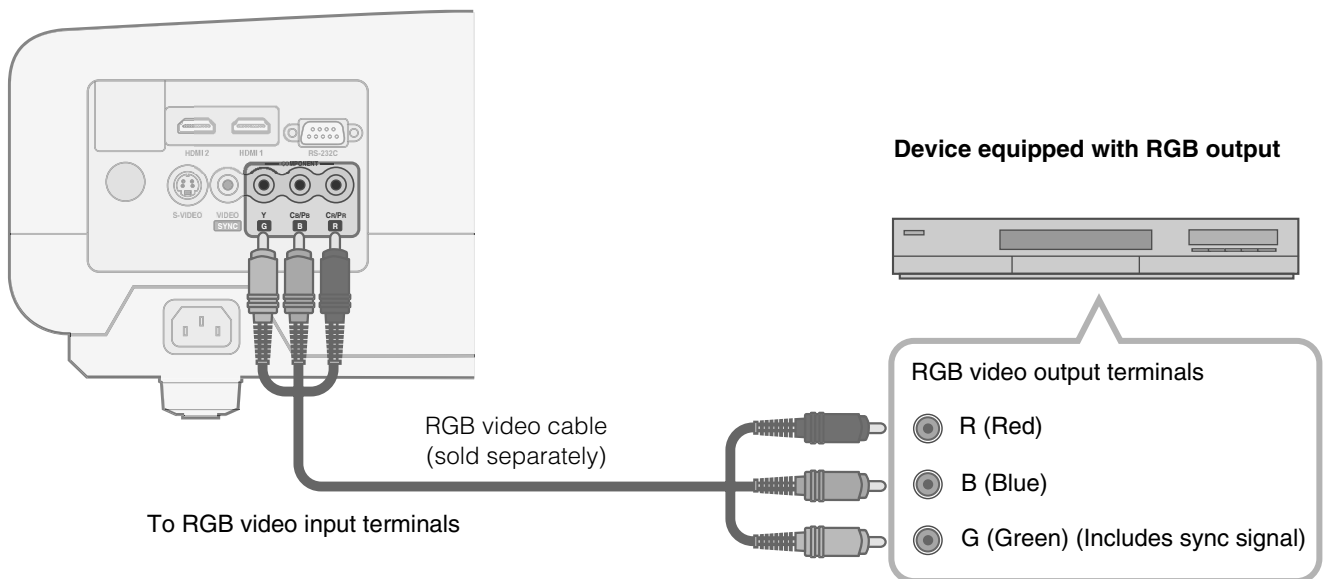 HDMI 2 HDMI 1 RS-232C
COMPONENT
S-VIDEO VIDEO Y CB/PB CR/PR
SYNC G B R
Device equipped with RGB output
RGB video output terminals
R (Red)
B (Blue)
G (Green) (Includes sync signal)
RGB video cable
(sold separately)
To RGB video input terminals